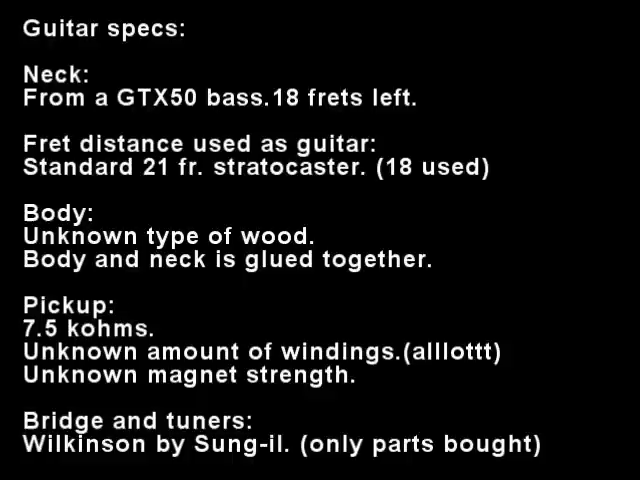 Guitar specs:
Neck:
From a GTX50 bass.18 frets left.
Fret distance used as guitar:
Standard 21 fr. stratocaster. (18 used)
Body:
Unknown type of wood.
Body and neck is glued together.
Pickup:
7.5 kohms.
Unknown amount of windings.(alllottt)
Unknown magnet strength.
Bridge and tuners:
Wilkinson by Sung-il. (only parts bought)